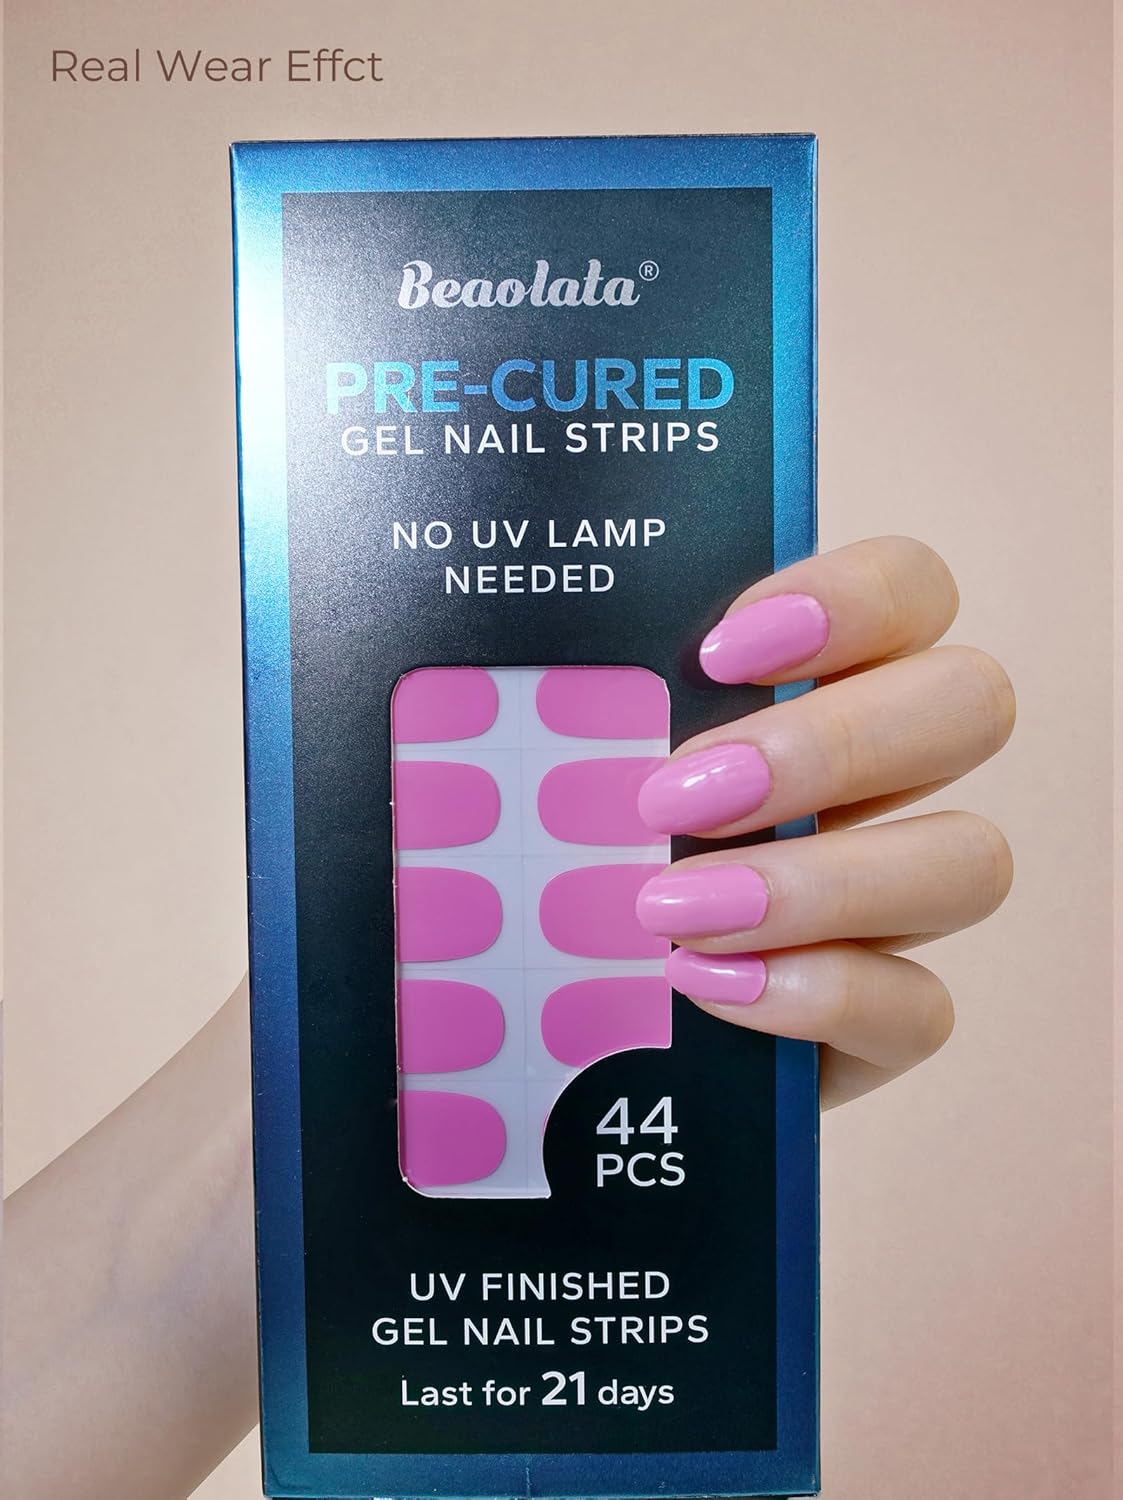 Real Wear Effct
Beaolata®
PRE-CURED
GEL NAIL STRIPS
NO UV LAMP
NEEDED
44
PCS
UV FINISHED
GEL NAIL STRIPS
Last for 21 days